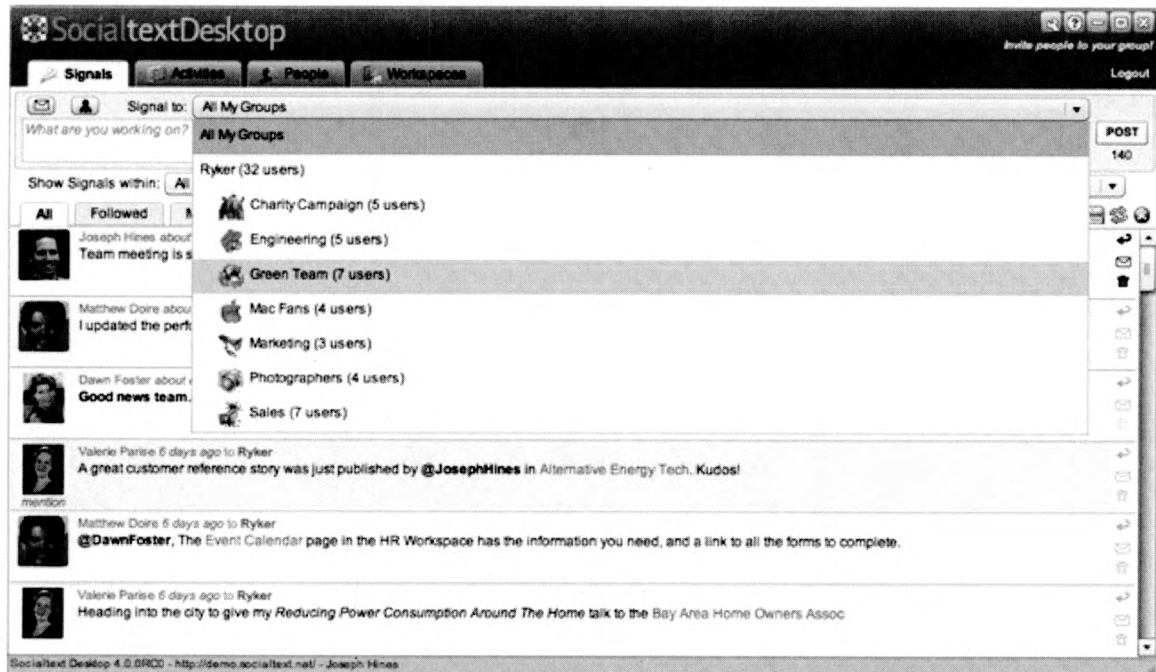 SocialtextDesktop
Invite people to your group!
Signals
Activities
People
Workspaces
Logout
Signal to: All My Groups
What are you working on?
All My Groups
POST
140
Ryker (32 users)
Show Signals within: All
Charity Campaign (5 users)
All
Followed
M
Engineering (5 users)
Joseph Hines about
Team meeting is s
Green Team (7 users)
Matthew Doire abou
I updated the perfo
Mac Fans (4 users)
Marketing (3 users)
Dawn Foster about
Good news team.
Photographers (4 users)
Sales (7 users)
Valerie Parise 6 days ago to Ryker
A great customer reference story was just published by @JosephHines in Alternative Energy Tech. Kudos!
mention
Matthew Doire 6 days ago to Ryker
@DawnFoster, The Event Calendar page in the HR Workspace has the information you need, and a link to all the forms to complete.
Valerie Parise 6 days ago to Ryker
Heading into the city to give my Reducing Power Consumption Around The Home talk to the Bay Area Home Owners Assoc
Socialtext Desktop 4.0.0RC0 - http://demo.socialtext.net/ - Joseph Hines